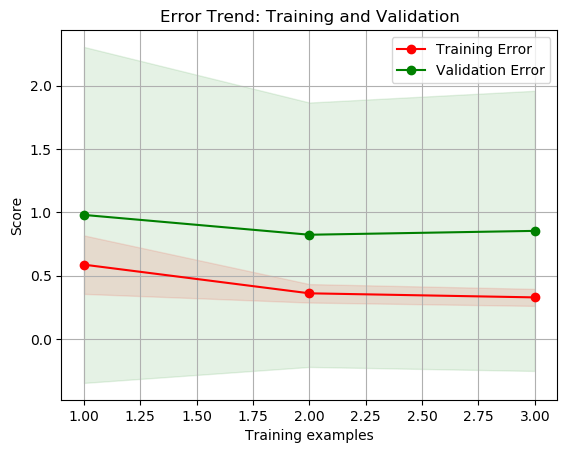 Error Trend: Training and Validation
Training Error
Validation Error
Score
2.0
1.5
1.0
0.5
0.0
1.00 1.25 1.50 1.75 2.00 2.25 2.50 2.75 3.00
Training examples